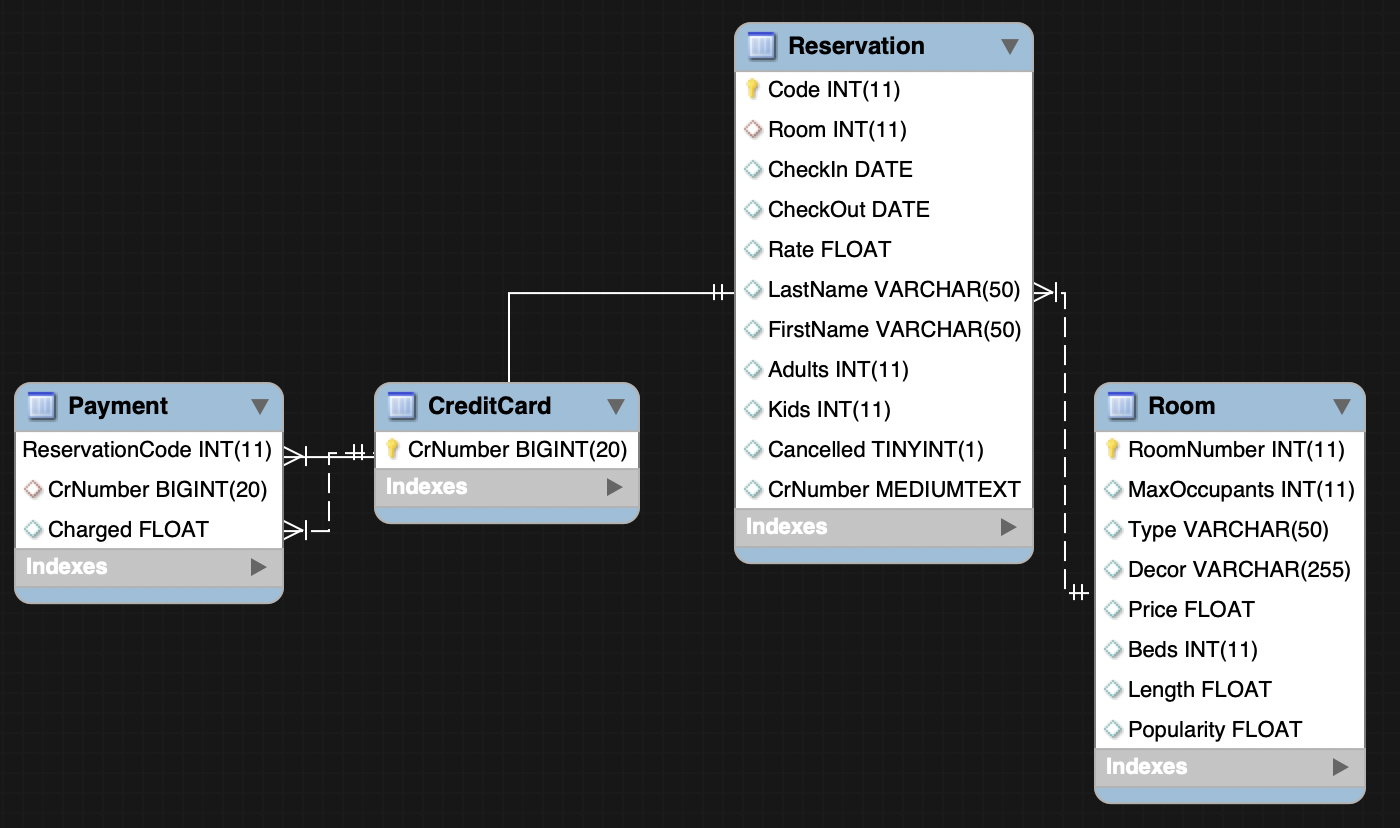 Reservation
Code INT(11)
Room INT(11)
CheckIn DATE
CheckOut DATE
Rate FLOAT
LastName VARCHAR(50)
FirstName VARCHAR(50)
Adults INT(11)
Kids INT(11)
Cancelled TINYINT(1)
CrNumber MEDIUMTEXT
Indexes
Payment
ReservationCode INT(11)
CrNumber BIGINT(20)
Charged FLOAT
Indexes
CreditCard
CrNumber BIGINT(20)
Indexes
Room
RoomNumber INT(11)
MaxOccupants INT(11)
Type VARCHAR(50)
Decor VARCHAR(255)
Price FLOAT
Beds INT(11)
Length FLOAT
Popularity FLOAT
Indexes